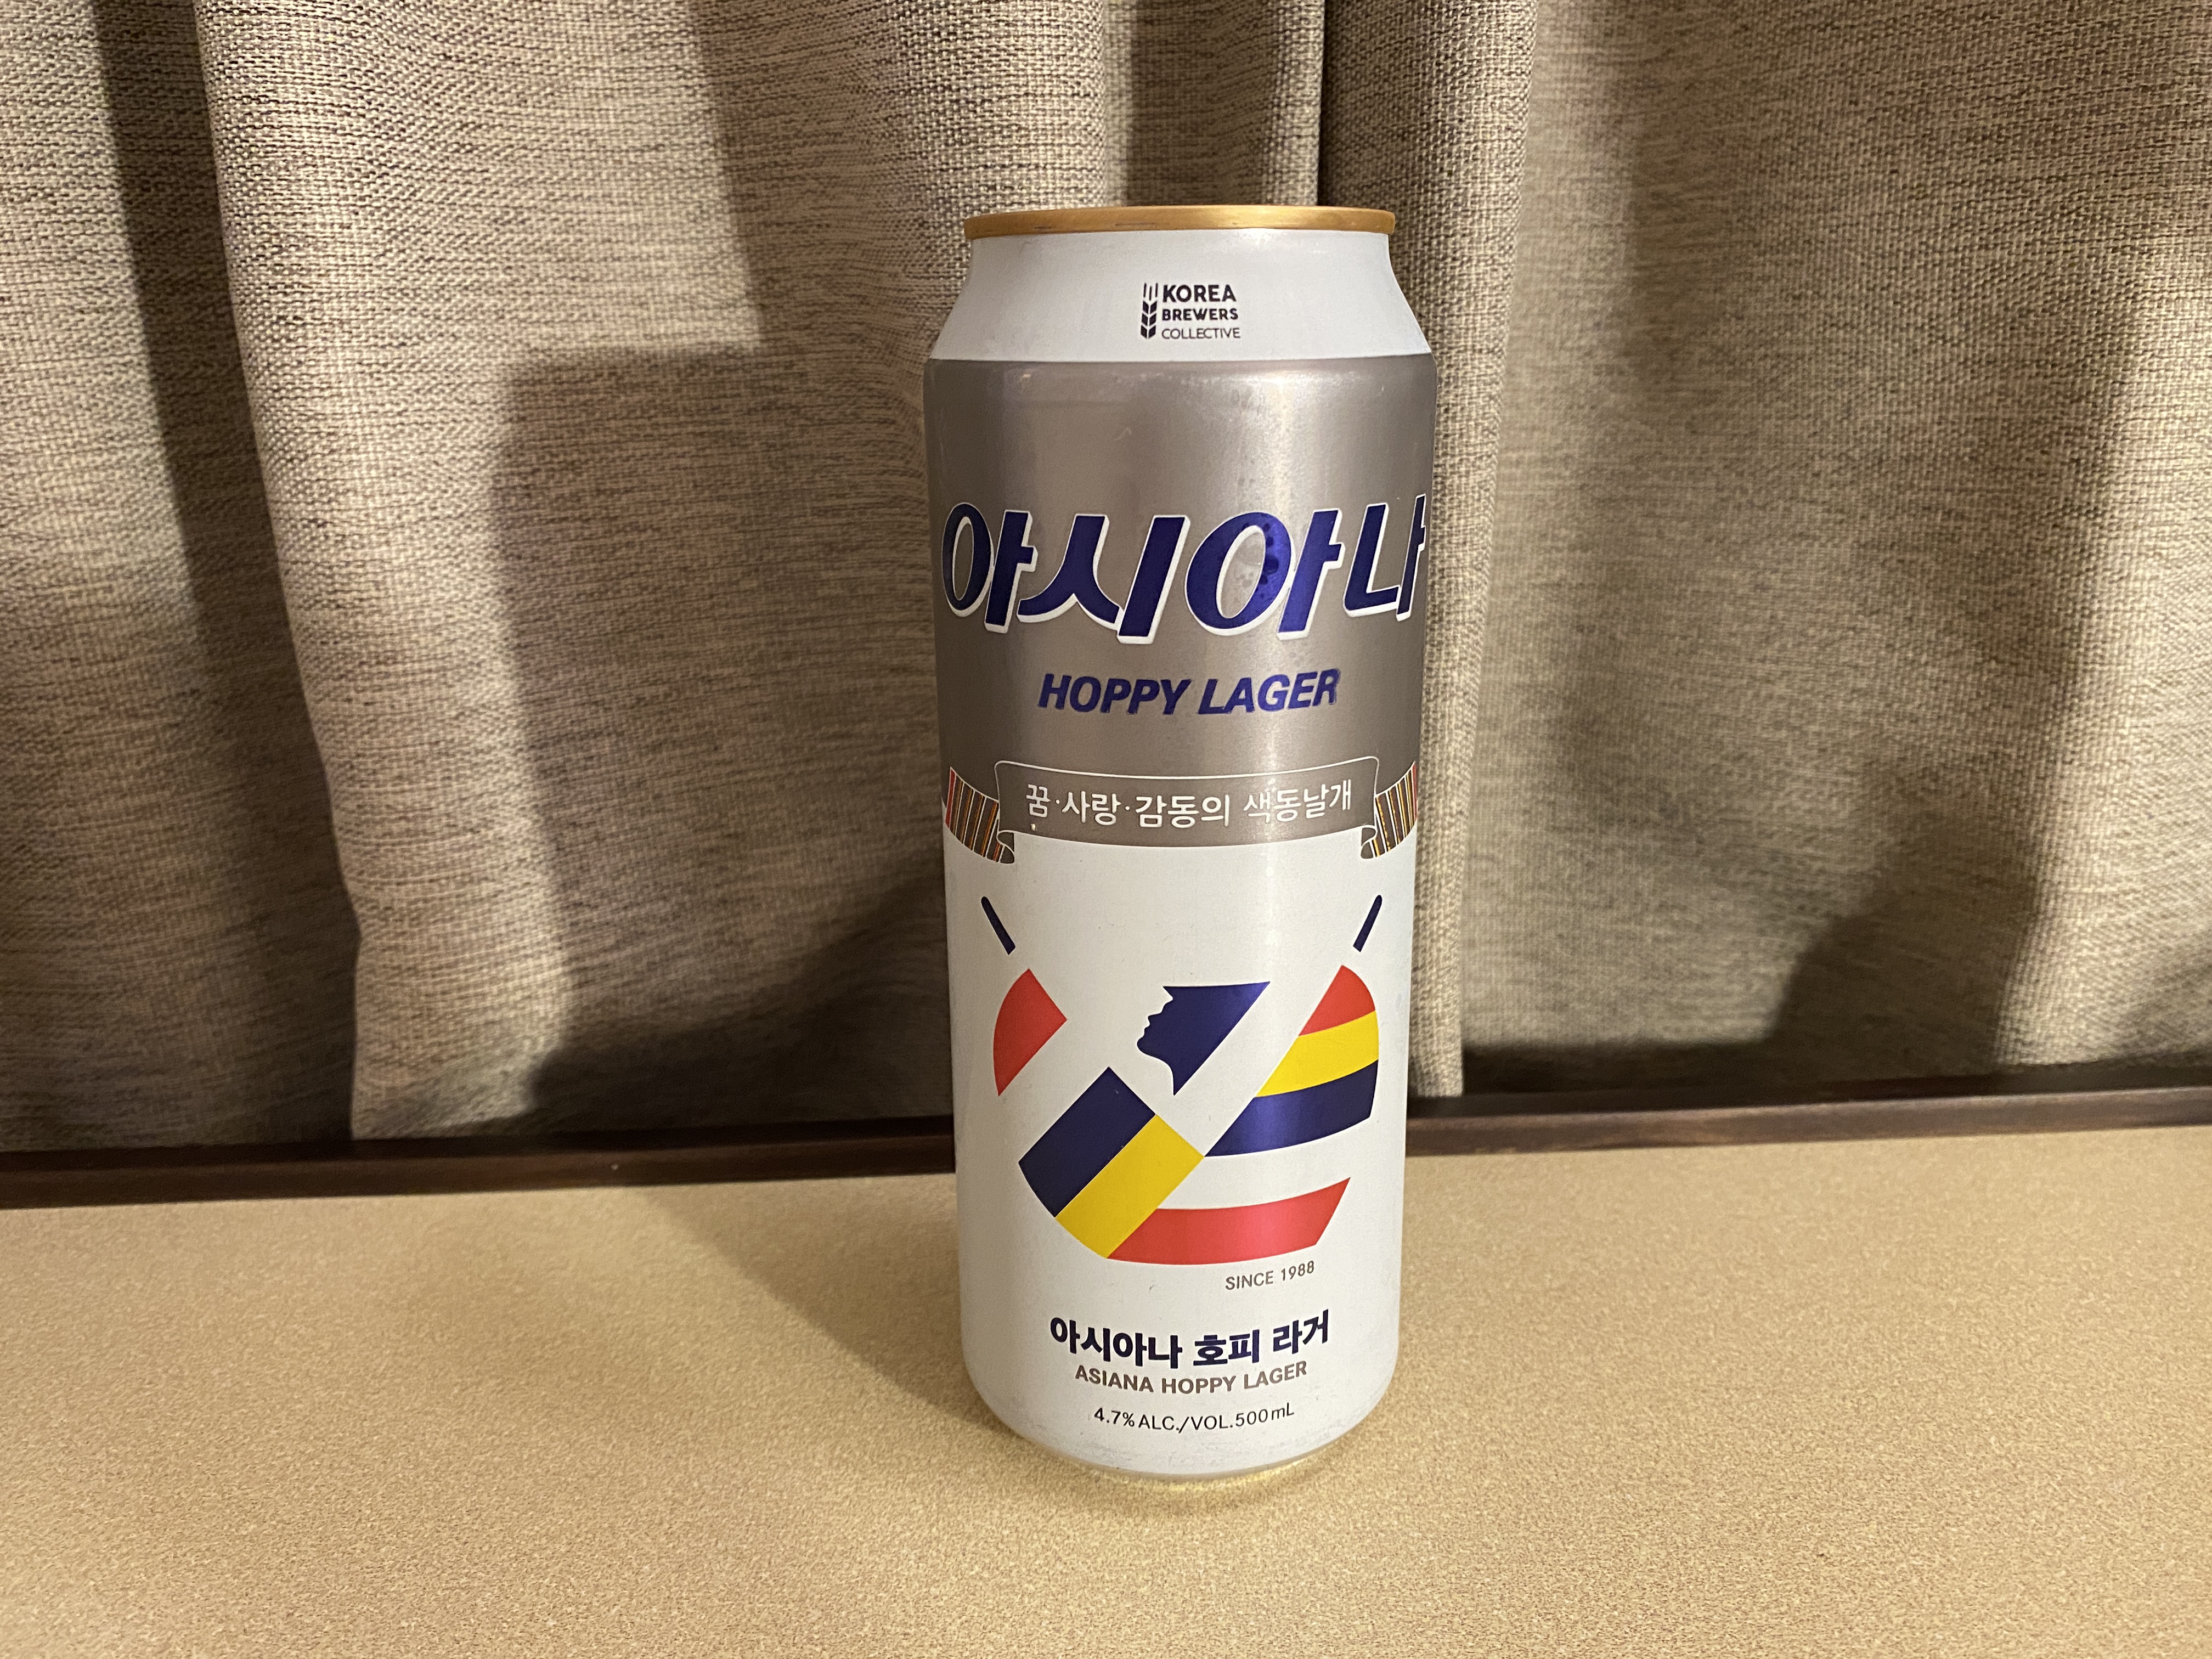 KOREA
BREWERS
COLLECTIVE
아시아나
HOPPY LAGER
꿈·사랑·감동의 색동날개
SINCE 1988
아시아나 호피 라거
ASIANA HOPPY LAGER
4.7% ALC./VOL. 500mL